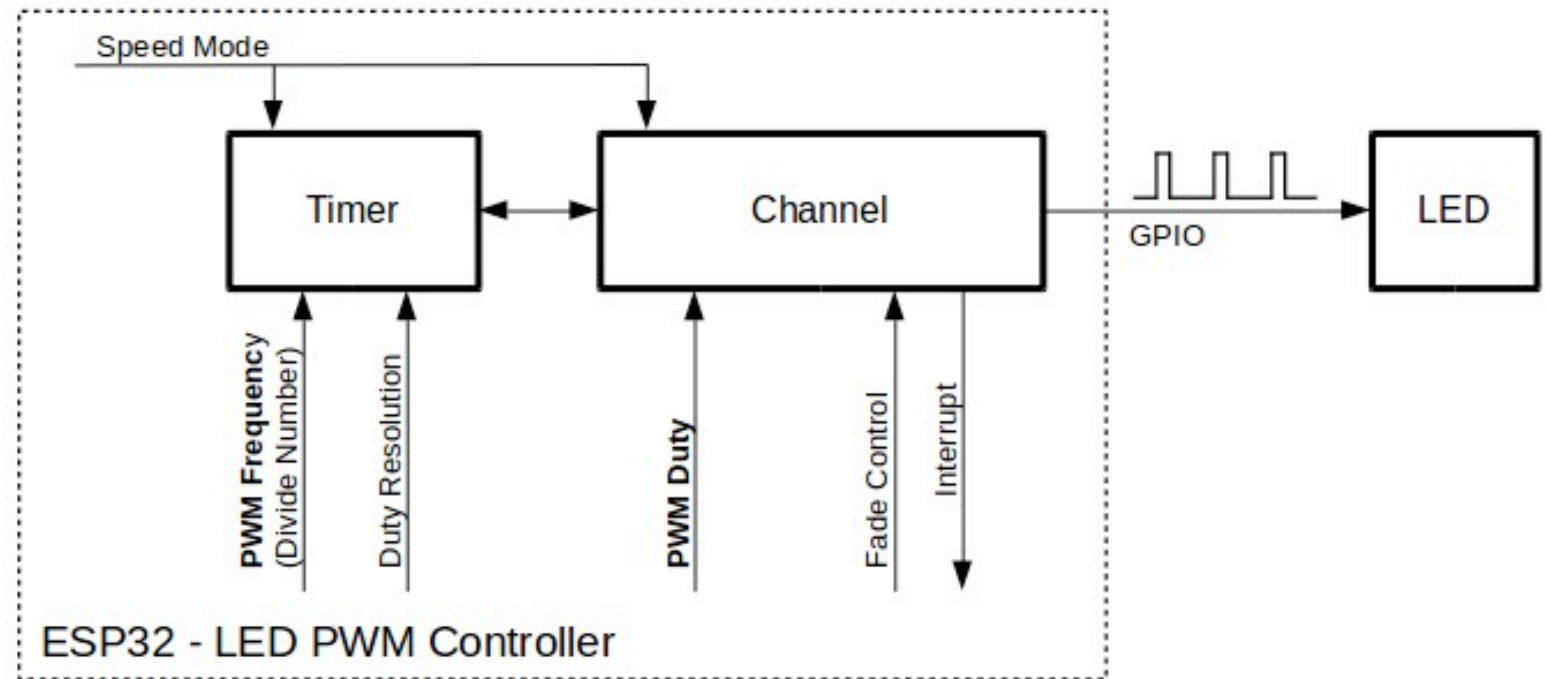 Speed Mode
Timer
Channel
GPIO
LED
PWM Frequency
(Divide Number)
Duty Resolution
PWM Duty
Fade Control
Interrupt
ESP32 - LED PWM Controller